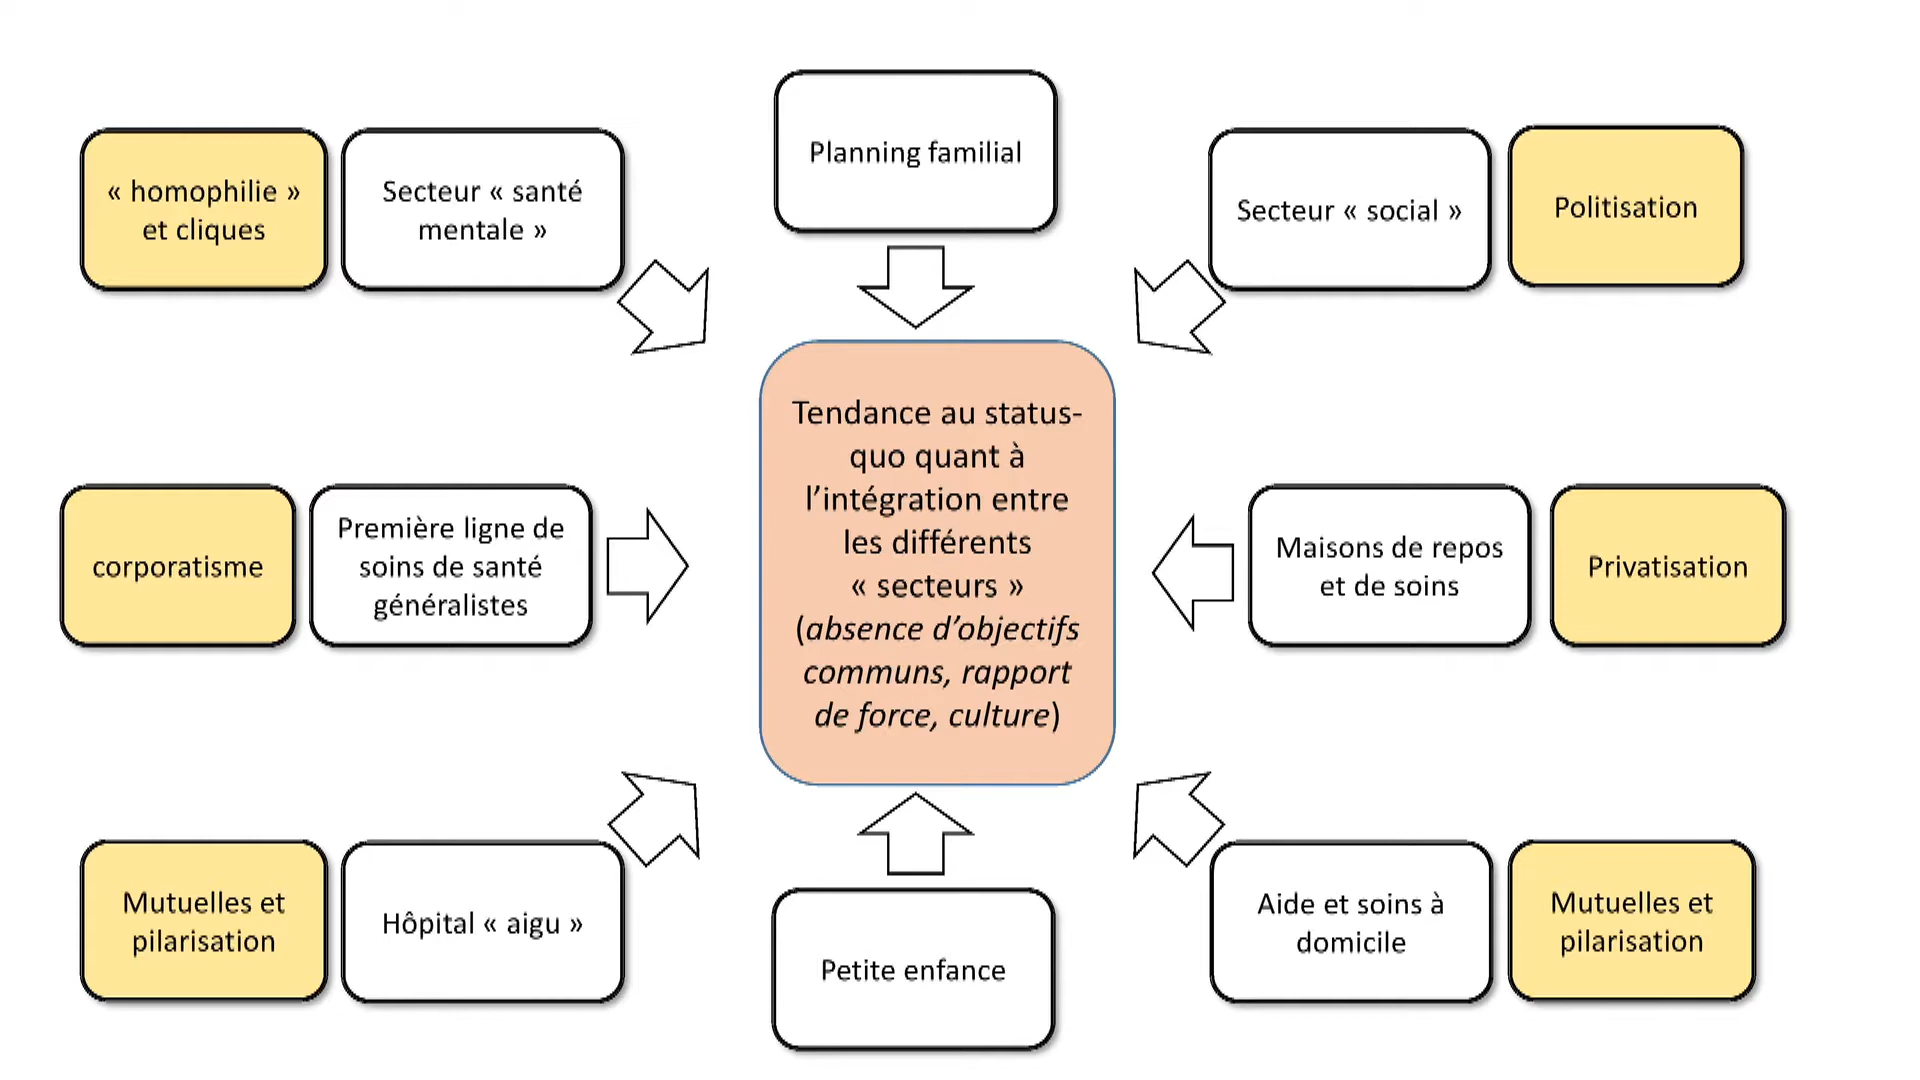 Planning familial
« homophilie »
et cliques
Secteur « santé
mentale »
Secteur « social »
Politisation
Tendance au status-
quo quant à
l’intégration entre
les différents
« secteurs »
(absence d’objectifs
communs, rapport
de force, culture)
corporatisme
Première ligne de
soins de santé
généralistes
Maisons de repos
et de soins
Privatisation
Mutuelles et
pilarisation
Hôpital « aigu »
Petite enfance
Aide et soins à
domicile
Mutuelles et
pilarisation